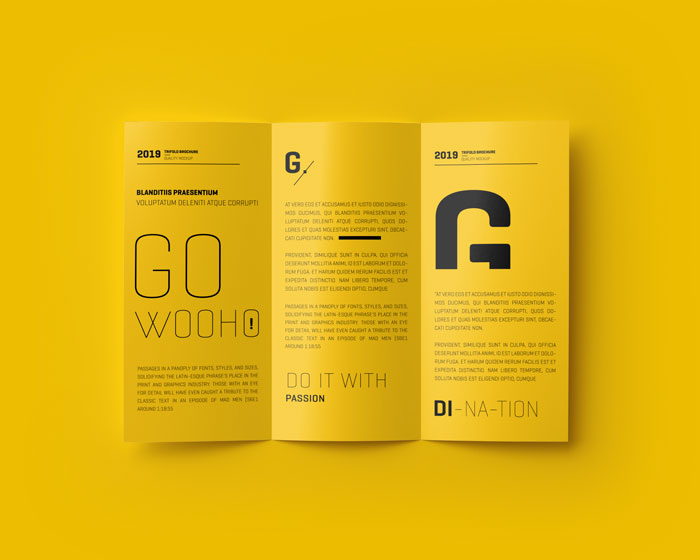 2019 TRIFOLD BROCHURE
QUALITY MOCKUP
BLANDITIIS PRAESENTIUM
VOLUPTATUM DELENITI ATQUE CORRUPTI
GO
WOOHO!
PASSAGES IN A PANOPLY OF FONTS, STYLES, AND SIZES,
SOLIDIFYING THE LATIN-ESQUE PHRASE'S PLACE IN THE
PRINT AND GRAPHICS INDUSTRY. THOSE WITH AN EYE
FOR DETAIL WILL HAVE EVEN CAUGHT A TRIBUTE TO THE
CLASSIC TEXT IN AN EPISODE OF MAD MEN (S6E1
AROUND 1:18:55
G.
AT VERO EOS ET ACCUSAMUS ET IUSTO ODIO DIGNISSI-
MOS DUCIMUS, QUI BLANDITIIS PRAESENTIUM VO-
LUPTATUM DELENITI ATQUE CORRUPTI, QUOS DO-
LORES ET QUAS MOLESTIAS EXCEPTURI SINT, OBCAE-
CATI CUPIDITATE NON
PROVIDENT, SIMILIQUE SUNT IN CULPA, QUI OFFICIA
DESERUNT MOLLITIA ANIMI, ID EST LABORUM ET DOLO-
RUM FUGA. ET HARUM QUIDEM RERUM FACILIS EST ET
EXPEDITA DISTINCTIO. NAM LIBERO TEMPORE, CUM
SOLUTA NOBIS EST ELIGENDI OPTIO, CUMQUE
PASSAGES IN A PANOPLY OF FONTS, STYLES, AND SIZES,
SOLIDIFYING THE LATIN-ESQUE PHRASE'S PLACE IN THE
PRINT AND GRAPHICS INDUSTRY. THOSE WITH AN EYE
FOR DETAIL WILL HAVE EVEN CAUGHT A TRIBUTE TO THE
CLASSIC TEXT IN AN EPISODE OF MAD MEN (S6E1
AROUND 1:18:55
DO IT WITH
PASSION
2019 TRIFOLD BROCHURE
QUALITY MOCKUP
"AT VERO EOS ET ACCUSAMUS ET IUSTO ODIO DIGNISSI-
MOS DUCIMUS, QUI BLANDITIIS PRAESENTIUM VO-
LUPTATUM DELENITI ATQUE CORRUPTI, QUOS DO-
LORES ET QUAS MOLESTIAS EXCEPTURI SINT, OBCAE-
CATI CUPIDITATE NON
PROVIDENT, SIMILIQUE SUNT IN CULPA, QUI OFFICIA
DESERUNT MOLLITIA ANIMI, ID EST LABORUM ET DOLO-
RUM FUGA. ET HARUM QUIDEM RERUM FACILIS EST ET
EXPEDITA DISTINCTIO. NAM LIBERO TEMPORE, CUM
SOLUTA NOBIS EST ELIGENDI OPTIO, CUMQUE
DI-NA-TION